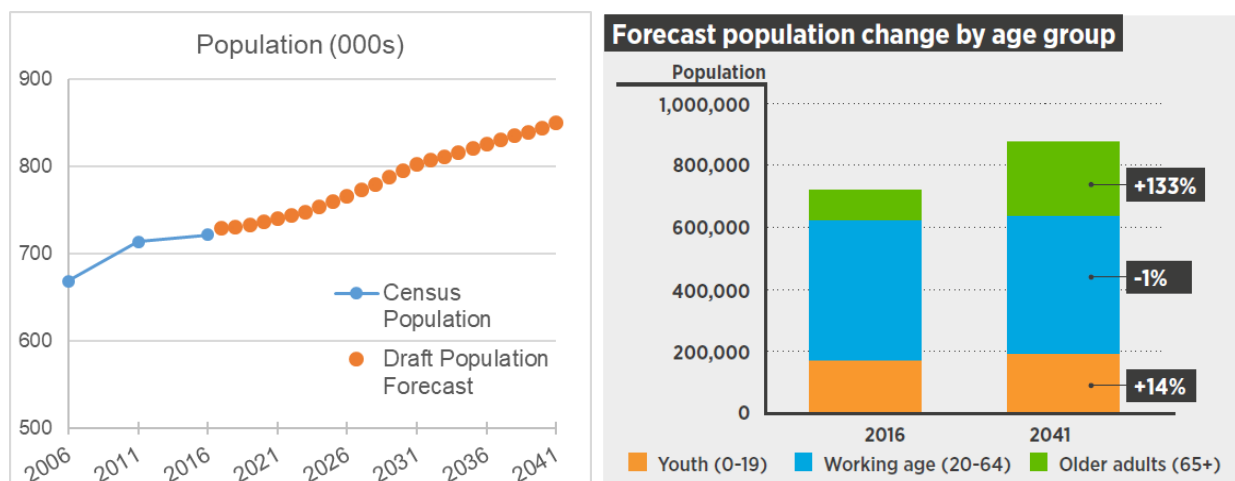 Population (000s)
900
800
700
600
500
2006
2011
2016
2021
2026
2031
2036
2041
Census
Population
Draft Population
Forecast
Forecast population change by age group
Population
1,000,000
800,000
600,000
400,000
200,000
0
+133%
-1%
+14%
2016
2041
Youth (0-19)
Working age (20-64)
Older adults (65+)